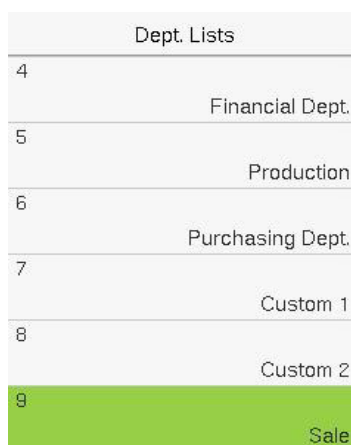 Dept. Lists
4
Financial Dept.
5
Production
6
Purchasing Dept.
7
Custom 1
8
Custom 2
9
Sale